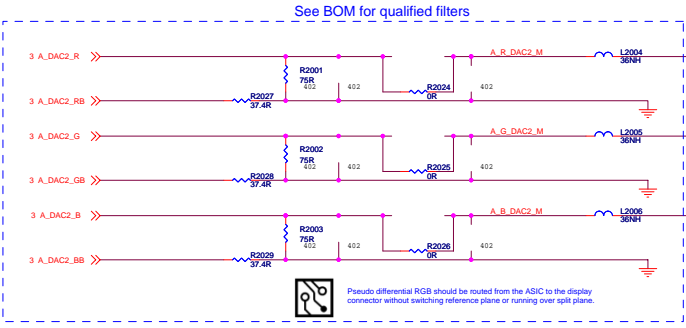 See BOM for qualified filters
3 A_DAC2_R
A_R_DAC2_M
L2004
36NH
R2001
75R
402
402
R2024
0R
402
3 A_DAC2_RB
R2027
37.4R
3 A_DAC2_G
A_G_DAC2_M
L2005
36NH
R2002
75R
402
402
R2025
0R
402
3 A_DAC2_GB
R2028
37.4R
3 A_DAC2_B
A_B_DAC2_M
L2006
36NH
R2003
75R
402
402
R2026
0R
402
3 A_DAC2_BB
R2029
37.4R
Pseudo differential RGB should be routed from the ASIC to the display
connector without switching reference plane or running over split plane.